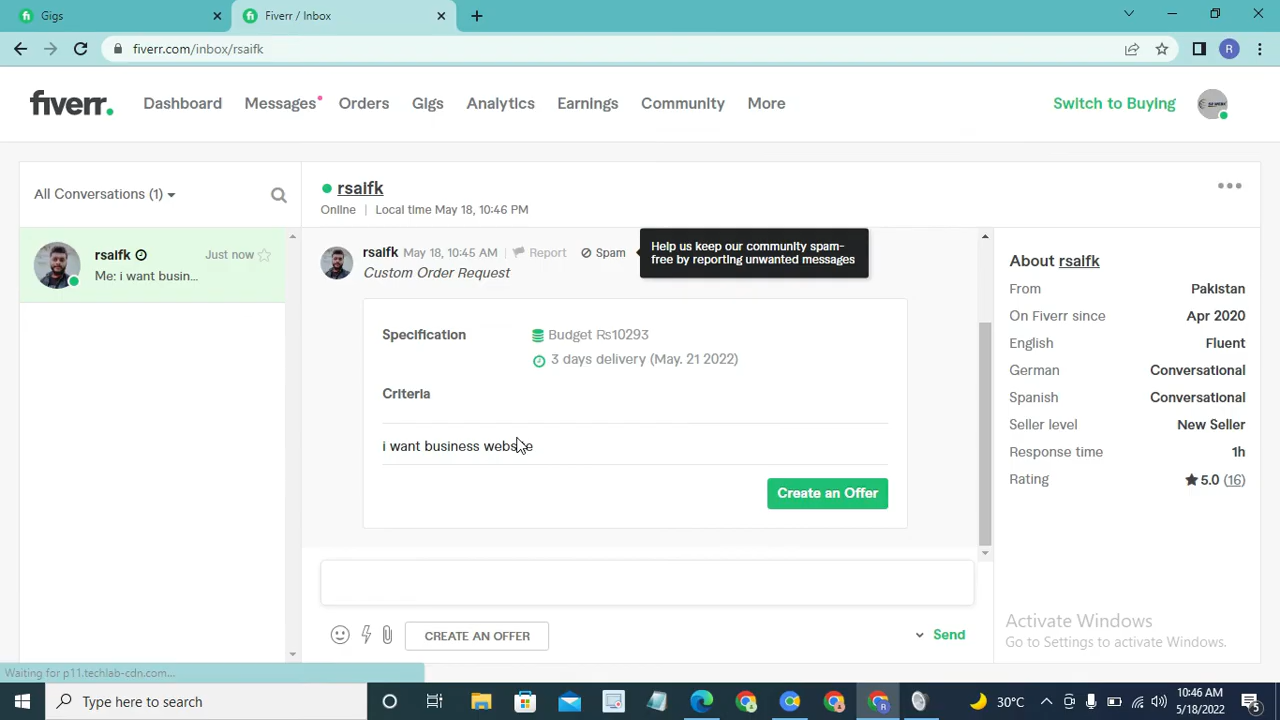 Gigs
Fiverr / Inbox
fiverr.com/inbox/rsaifk
R
fiverr.
Dashboard
Messages
Orders
Gigs
Analytics
Earnings
Community
More
Switch to Buying
All Conversations (1)
rsaifk
Just now
Me: i want busin...
rsaifk
Online | Local time May 18, 10:46 PM
rsaifk May 18, 10:45 AM | Report Spam
Custom Order Request
Help us keep our community spam-
free by reporting unwanted messages
Specification
Budget Rs10293
3 days delivery (May. 21 2022)
Criteria
i want business website
Create an Offer
CREATE AN OFFER
Send
About rsaifk
From Pakistan
On Fiverr since Apr 2020
English Fluent
German Conversational
Spanish Conversational
Seller level New Seller
Response time 1h
Rating 5.0 (16)
Activate Windows
Go to Settings to activate Windows.
Waiting for p11.techlab-cdn.com...
Type here to search
R
30°C
10:46 AM
5/18/2022
5